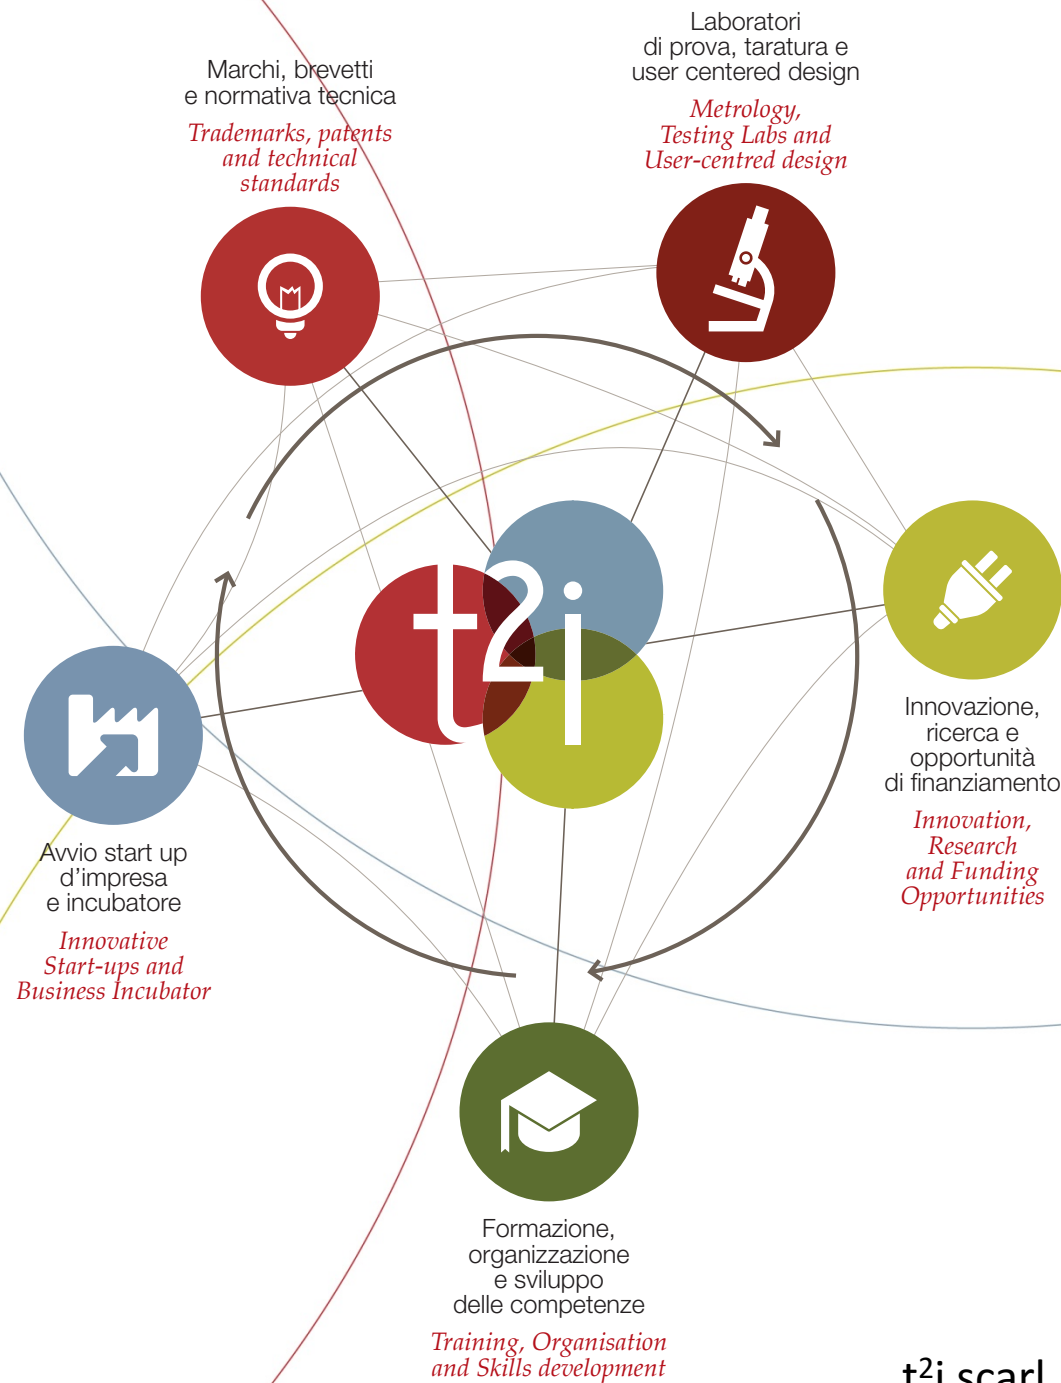 Laboratori
di prova, taratura e
user centered design
Metrology,
Testing Labs and
User-centred design
Marchi, brevetti
e normativa tecnica
Trademarks, patents
and technical
standards
t2i
Innovazione,
ricerca e
opportunità
di finanziamento
Innovation,
Research
and Funding
Opportunities
Avvio start up
d’impresa
e incubatore
Innovative
Start-ups and
Business Incubator
Formazione,
organizzazione
e sviluppo
delle competenze
Training, Organisation
and Skills development
t²i scarl